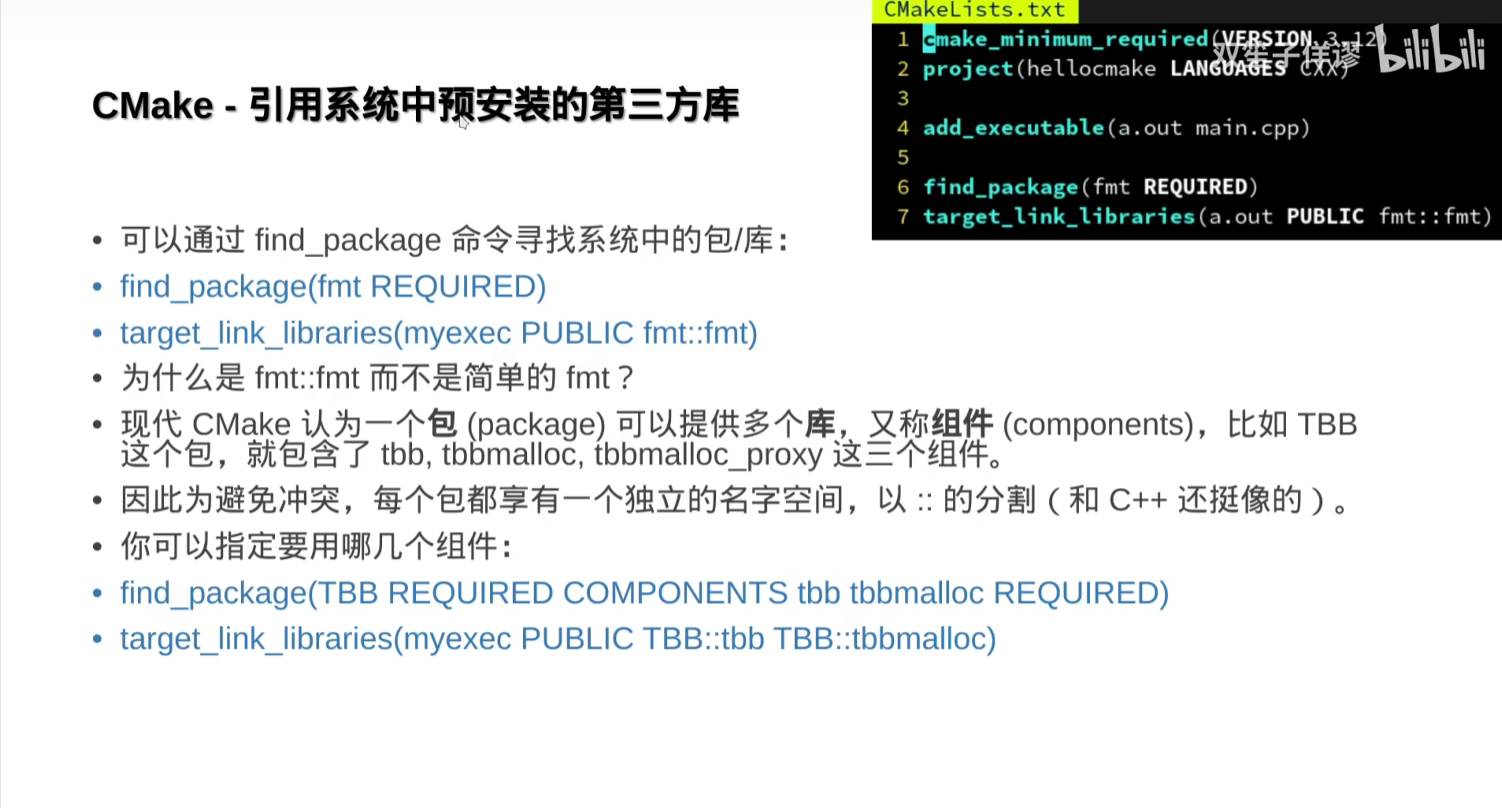 CMakeLists.txt
1 cmake_minimum_required(VERSION 3.12)
2 project(hellocmake LANGUAGES CXX)
3
4 add_executable(a.out main.cpp)
5
6 find_package(fmt REQUIRED)
7 target_link_libraries(a.out PUBLIC fmt::fmt)
双笙子佯谬 bilibili
CMake - 引用系统中预安装的第三方库
• 可以通过 find_package 命令寻找系统中的包/库：
• find_package(fmt REQUIRED)
• target_link_libraries(myexec PUBLIC fmt::fmt)
• 为什么是 fmt::fmt 而不是简单的 fmt？
• 现代 CMake 认为一个包 (package) 可以提供多个库，又称组件 (components)，比如 TBB
这个包，就包含了 tbb, tbbmalloc, tbbmalloc_proxy 这三个组件。
• 因此为避免冲突，每个包都享有一个独立的名字空间，以 :: 的分割（和 C++ 还挺像的）。
• 你可以指定要用哪几个组件：
• find_package(TBB REQUIRED COMPONENTS tbb tbbmalloc REQUIRED)
• target_link_libraries(myexec PUBLIC TBB::tbb TBB::tbbmalloc)